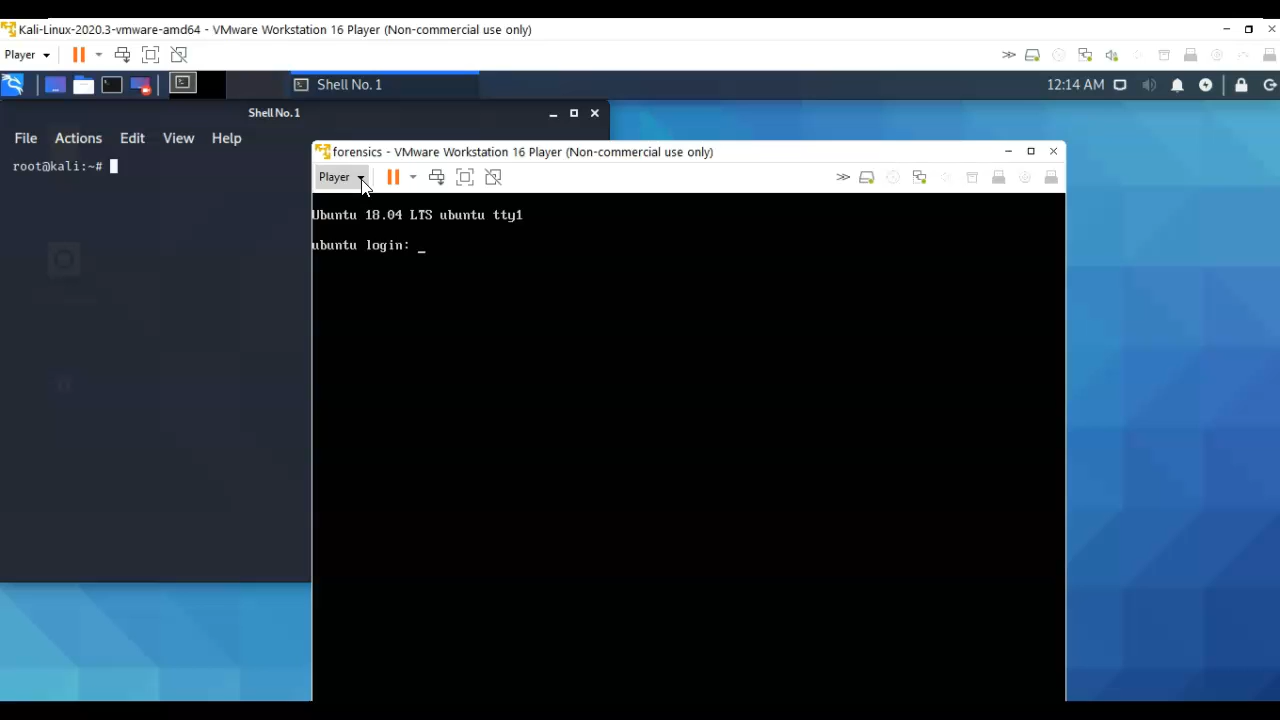 Kali-Linux-2020.3-vmware-amd64 - VMware Workstation 16 Player (Non-commercial use only)
Player
Shell No. 1
12:14 AM
Shell No.1
File Actions Edit View Help
root@kali:~#
forensics - VMware Workstation 16 Player (Non-commercial use only)
Player
Ubuntu 18.04 LTS ubuntu tty1
ubuntu login: _